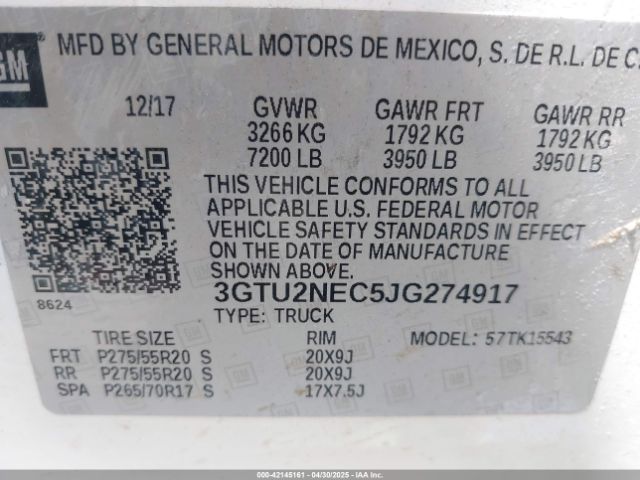 GM
MFD BY GENERAL MOTORS DE MEXICO, S. DE R.L. DE C.
12/17 GVWR GAWR FRT GAWR RR
3266 KG 1792 KG 1792 KG
7200 LB 3950 LB 3950 LB
THIS VEHICLE CONFORMS TO ALL
APPLICABLE U.S. FEDERAL MOTOR
VEHICLE SAFETY STANDARDS IN EFFECT
ON THE DATE OF MANUFACTURE
SHOWN ABOVE.
8624 3GTU2NEC5JG274917
TYPE: TRUCK
TIRE SIZE RIM MODEL: 57TK15543
FRT P275/55R20 S 20X9J
RR P275/55R20 S 20X9J
SPA P265/70R17 S 17X7.5J
000-42145161 - 04/30/2025 - IAAI.COM